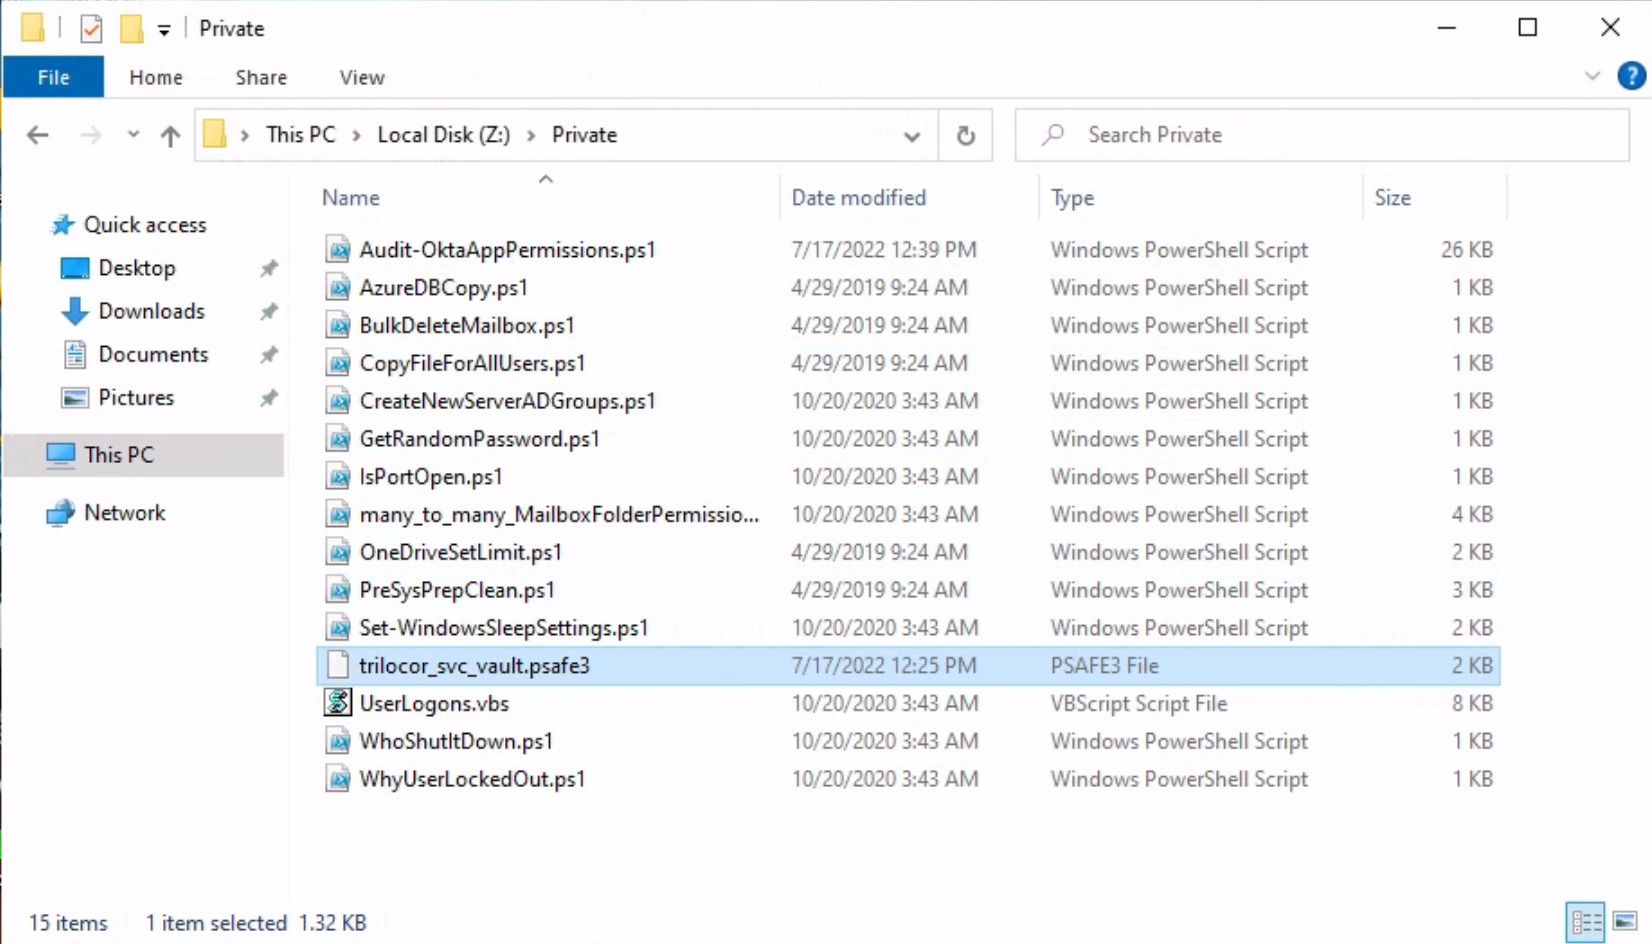 Private
File Home Share View
This PC Local Disk (Z:) Private Search Private
Name Date modified Type Size
Quick access
Desktop
Downloads
Documents
Pictures
This PC
Network
Audit-OktaAppPermissions.ps1 7/17/2022 12:39 PM Windows PowerShell Script 26 KB
AzureDBCopy.ps1 4/29/2019 9:24 AM Windows PowerShell Script 1 KB
BulkDeleteMailbox.ps1 4/29/2019 9:24 AM Windows PowerShell Script 1 KB
CopyFileForAllUsers.ps1 4/29/2019 9:24 AM Windows PowerShell Script 1 KB
CreateNewServerADGroups.ps1 10/20/2020 3:43 AM Windows PowerShell Script 1 KB
GetRandomPassword.ps1 10/20/2020 3:43 AM Windows PowerShell Script 1 KB
IsPortOpen.ps1 10/20/2020 3:43 AM Windows PowerShell Script 1 KB
many_to_many_MailboxFolderPermissio... 10/20/2020 3:43 AM Windows PowerShell Script 4 KB
OneDriveSetLimit.ps1 4/29/2019 9:24 AM Windows PowerShell Script 2 KB
PreSysPrepClean.ps1 4/29/2019 9:24 AM Windows PowerShell Script 3 KB
Set-WindowsSleepSettings.ps1 10/20/2020 3:43 AM Windows PowerShell Script 2 KB
trilocor_svc_vault.psafe3 7/17/2022 12:25 PM PSAFE3 File 2 KB
UserLogons.vbs 10/20/2020 3:43 AM VBScript Script File 8 KB
WhoShutItDown.ps1 10/20/2020 3:43 AM Windows PowerShell Script 1 KB
WhyUserLockedOut.ps1 10/20/2020 3:43 AM Windows PowerShell Script 1 KB
15 items 1 item selected 1.32 KB